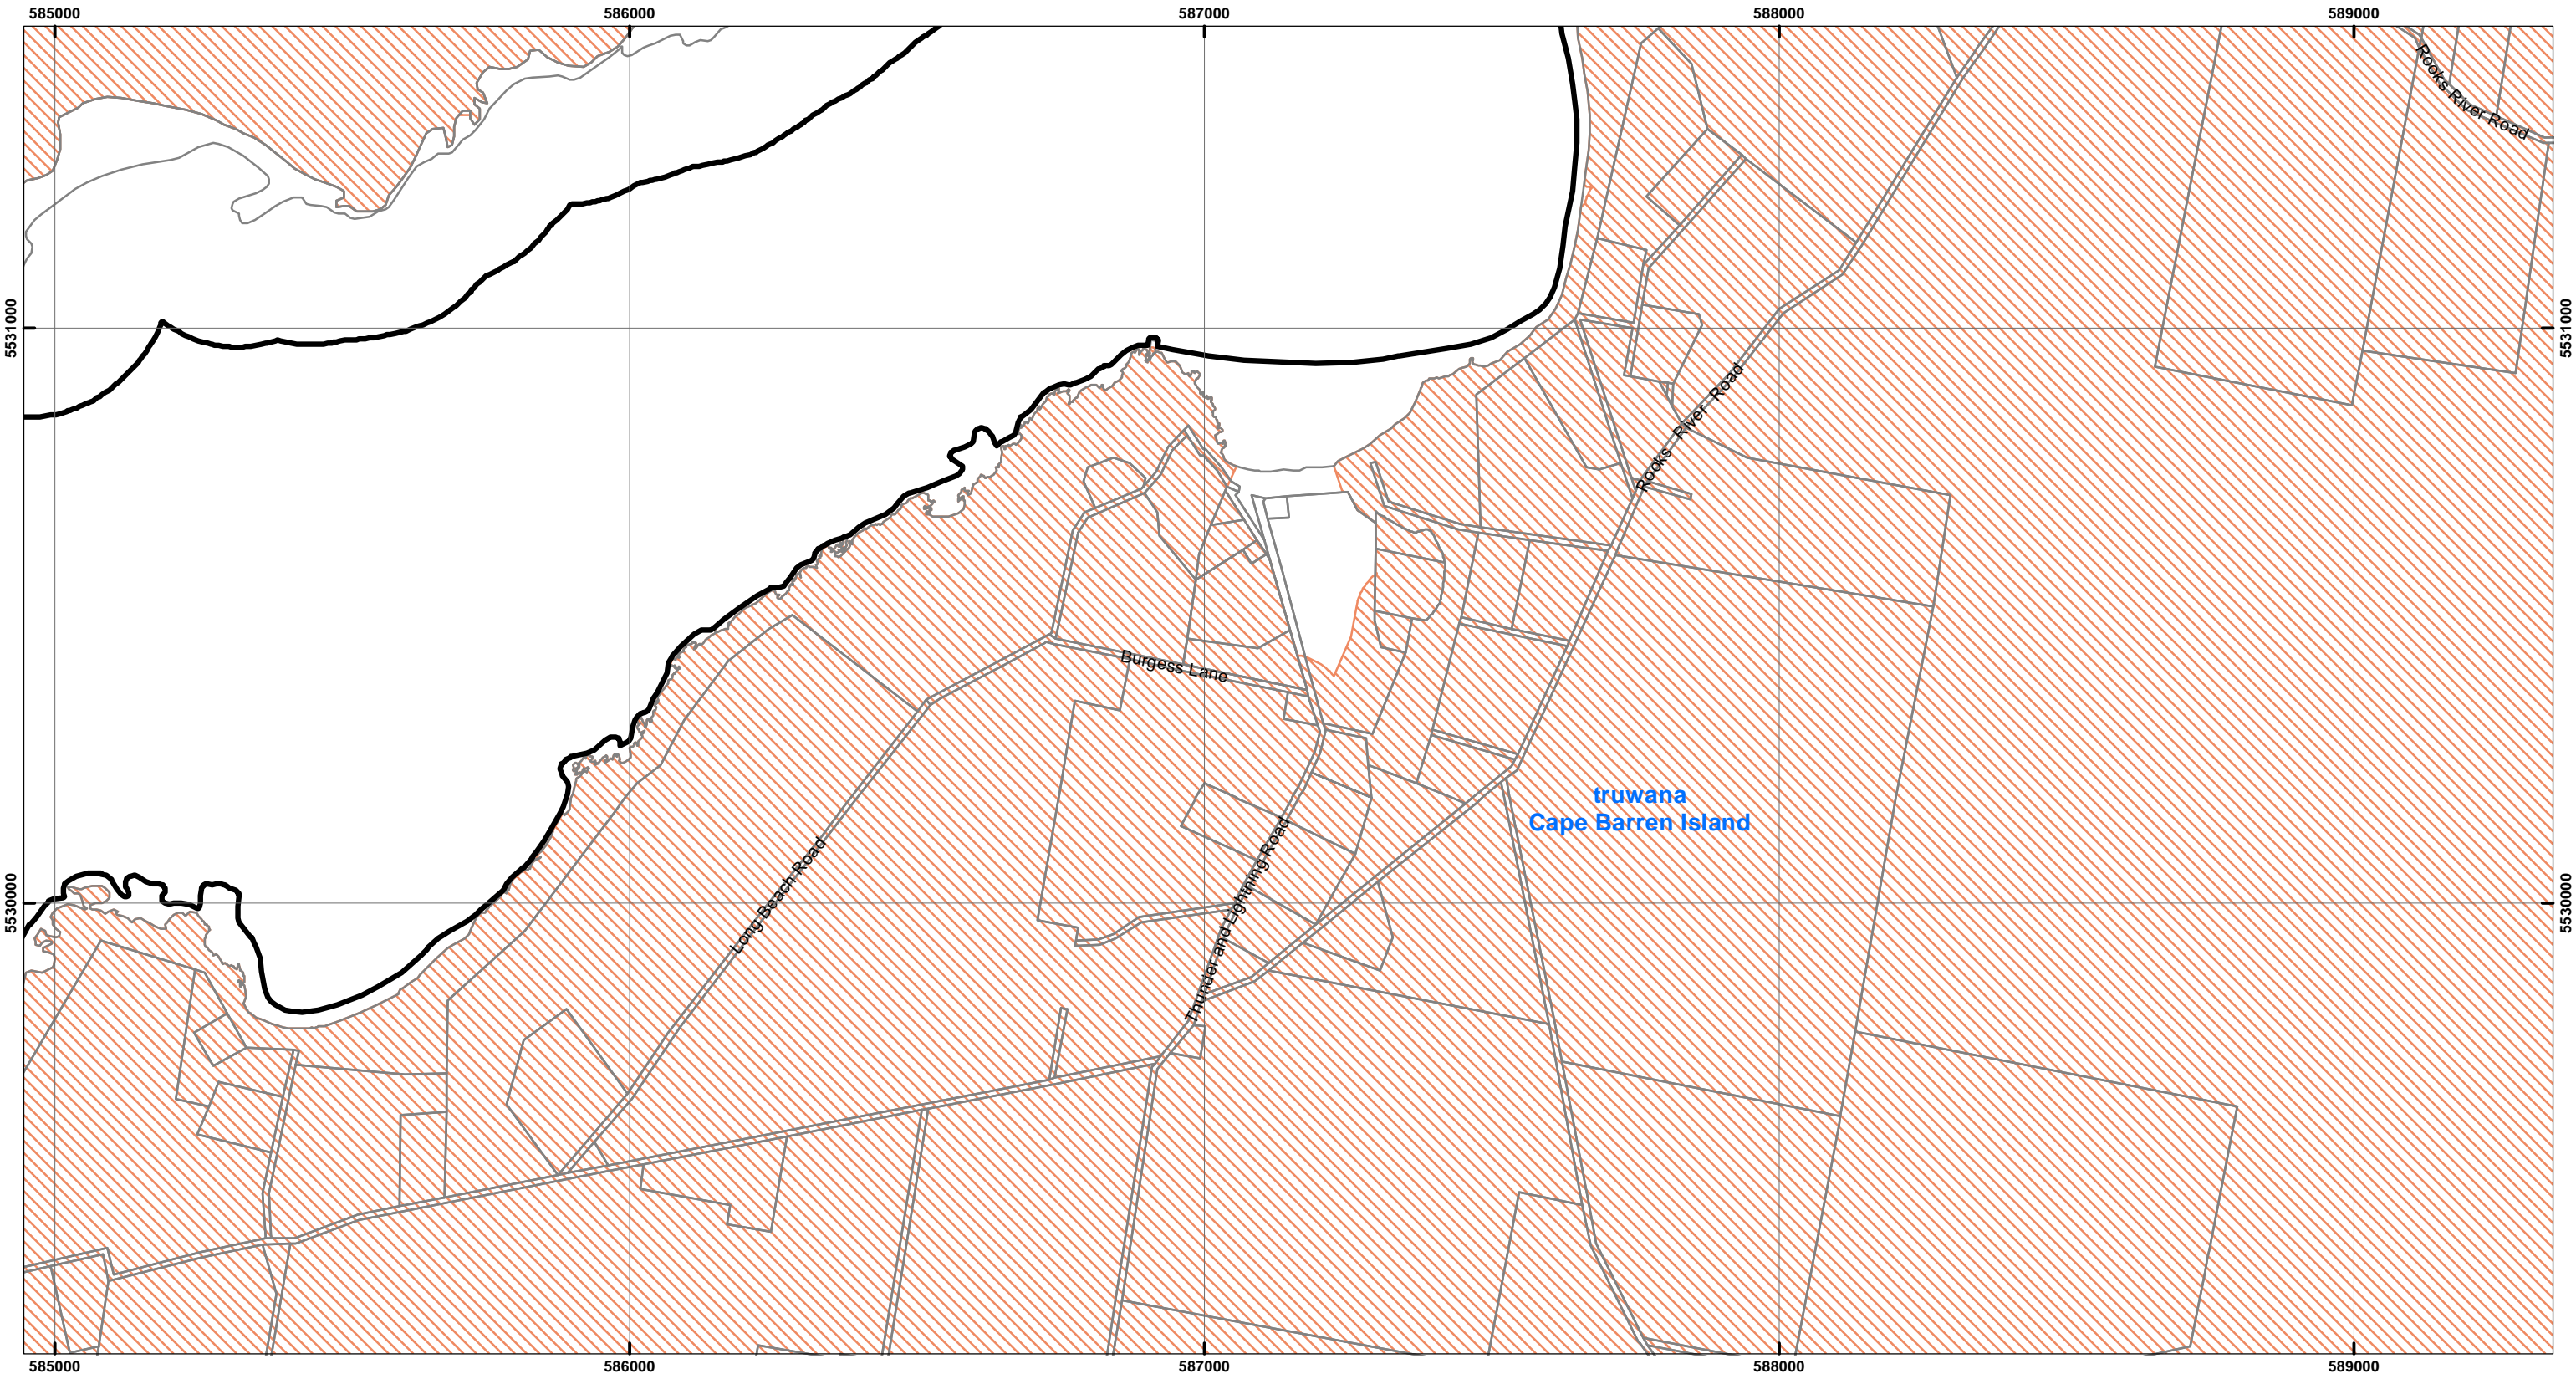 585000
586000
587000
588000
589000
Rooks River Road
5531000
5531000
Rooks River Road
Burgess Lane
truwana
Cape Barren Island
Long Beach Road
Thunder and Lightning Road
5530000
5530000
585000
586000
587000
588000
589000